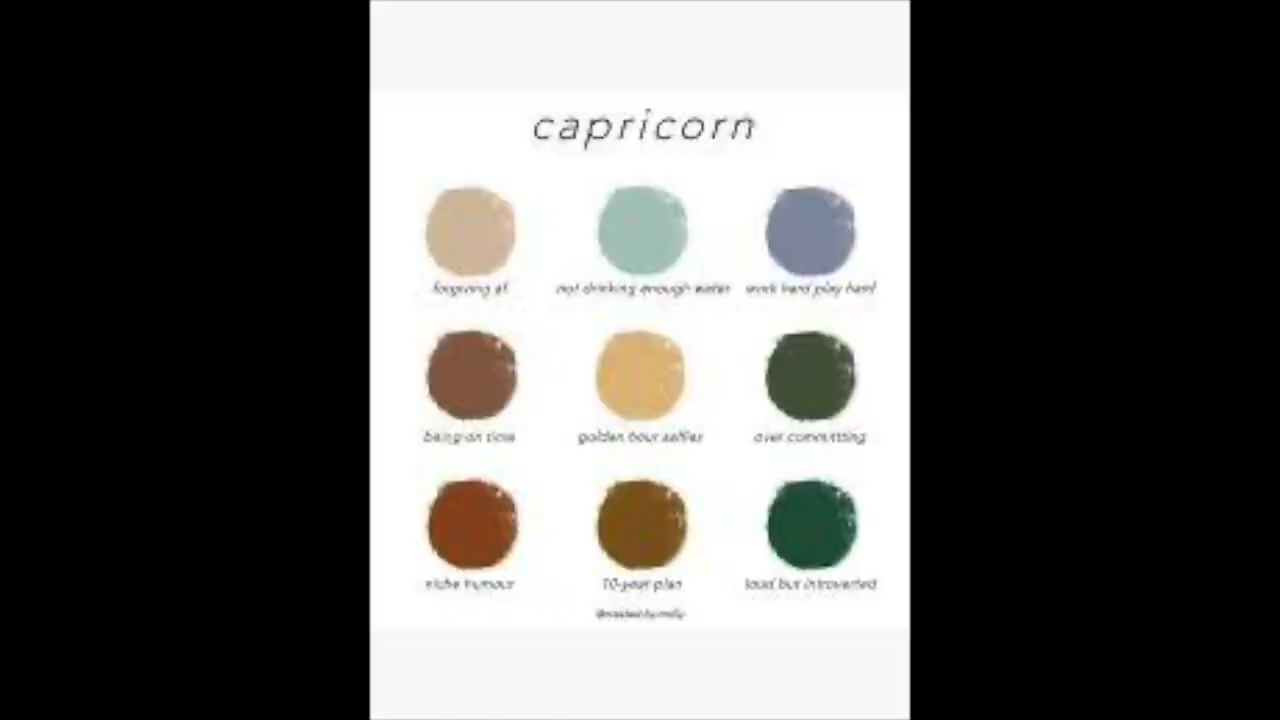 capricorn
forgiving af
not drinking enough water
work hard play hard
being on time
golden hour selfies
over committing
niche humour
10-year plan
loud but introverted